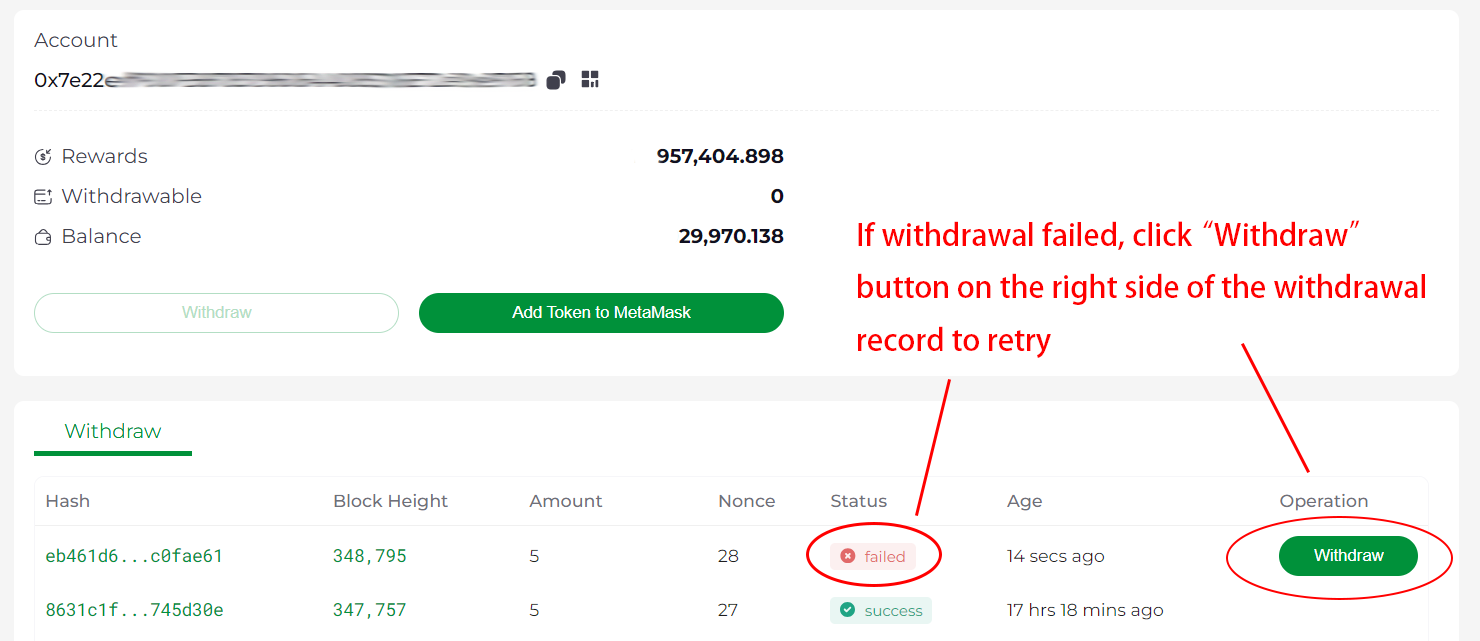 Account
0x7e22
Rewards 957,404.898
Withdrawable 0
Balance 29,970.138
Withdraw Add Token to MetaMask
If withdrawal failed, click “Withdraw”
button on the right side of the withdrawal
record to retry
Withdraw
Hash Block Height Amount Nonce Status Age Operation
eb461d6...c0fae61 348,795 5 28 failed 14 secs ago Withdraw
8631c1f...745d30e 347,757 5 27 success 17 hrs 18 mins ago